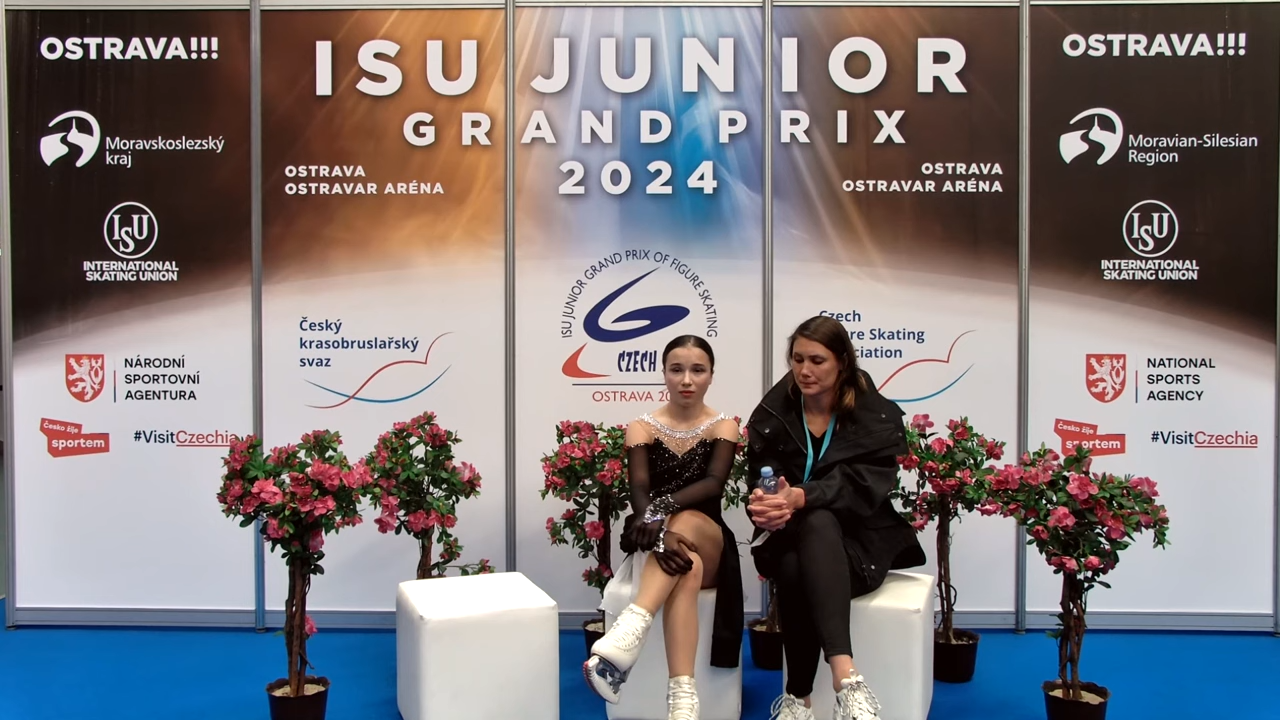 OSTRAVA!!!
Moravskoslezský
kraj
ISU
INTERNATIONAL
SKATING UNION
NÁRODNÍ
SPORTOVNÍ
AGENTURA
Česko žije
sportem
#VisitCzechia
ISU JUNIOR
GRAND PRIX
2024
OSTRAVA
OSTRAVAR ARÉNA
OSTRAVA
OSTRAVAR ARÉNA
Český
krasobruslařský
svaz
ISU JUNIOR GRAND PRIX OF FIGURE SKATING
CZECH
OSTRAVA
Czech
Skating
OSTRAVA!!!
Moravian-Silesian
Region
ISU
INTERNATIONAL
SKATING UNION
NATIONAL
SPORTS
AGENCY
Česko žije
sportem
#VisitCzechia